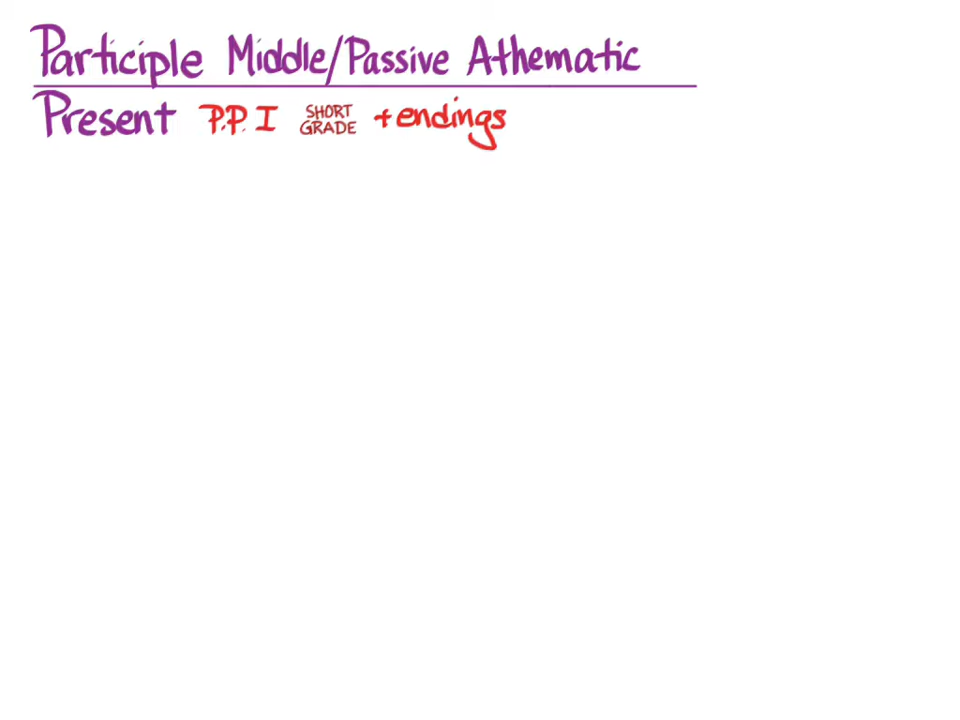 Participle Middle/Passive Athematic
Present P.P. I SHORT GRADE + endings